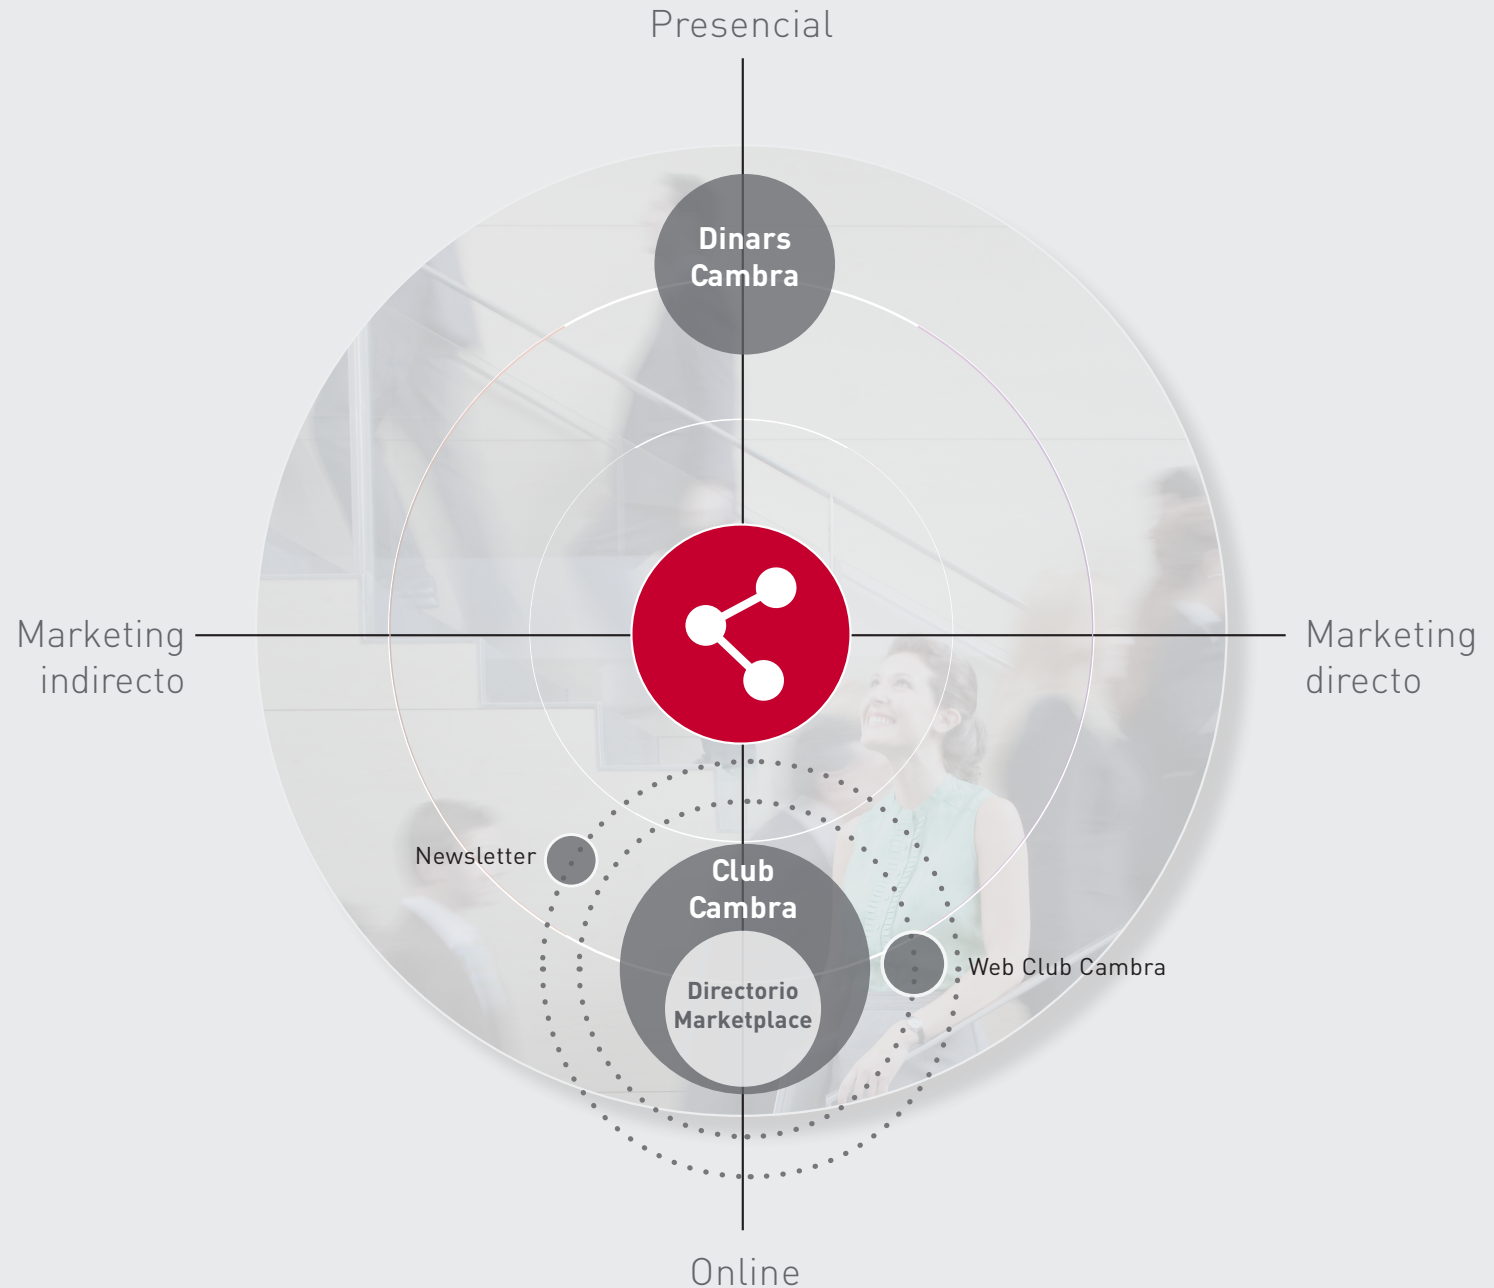 Presencial
Dinars
Cambra
Marketing
indirecto
Marketing
directo
Newsletter
Club
Cambra
Web Club Cambra
Directorio
Marketplace
Online